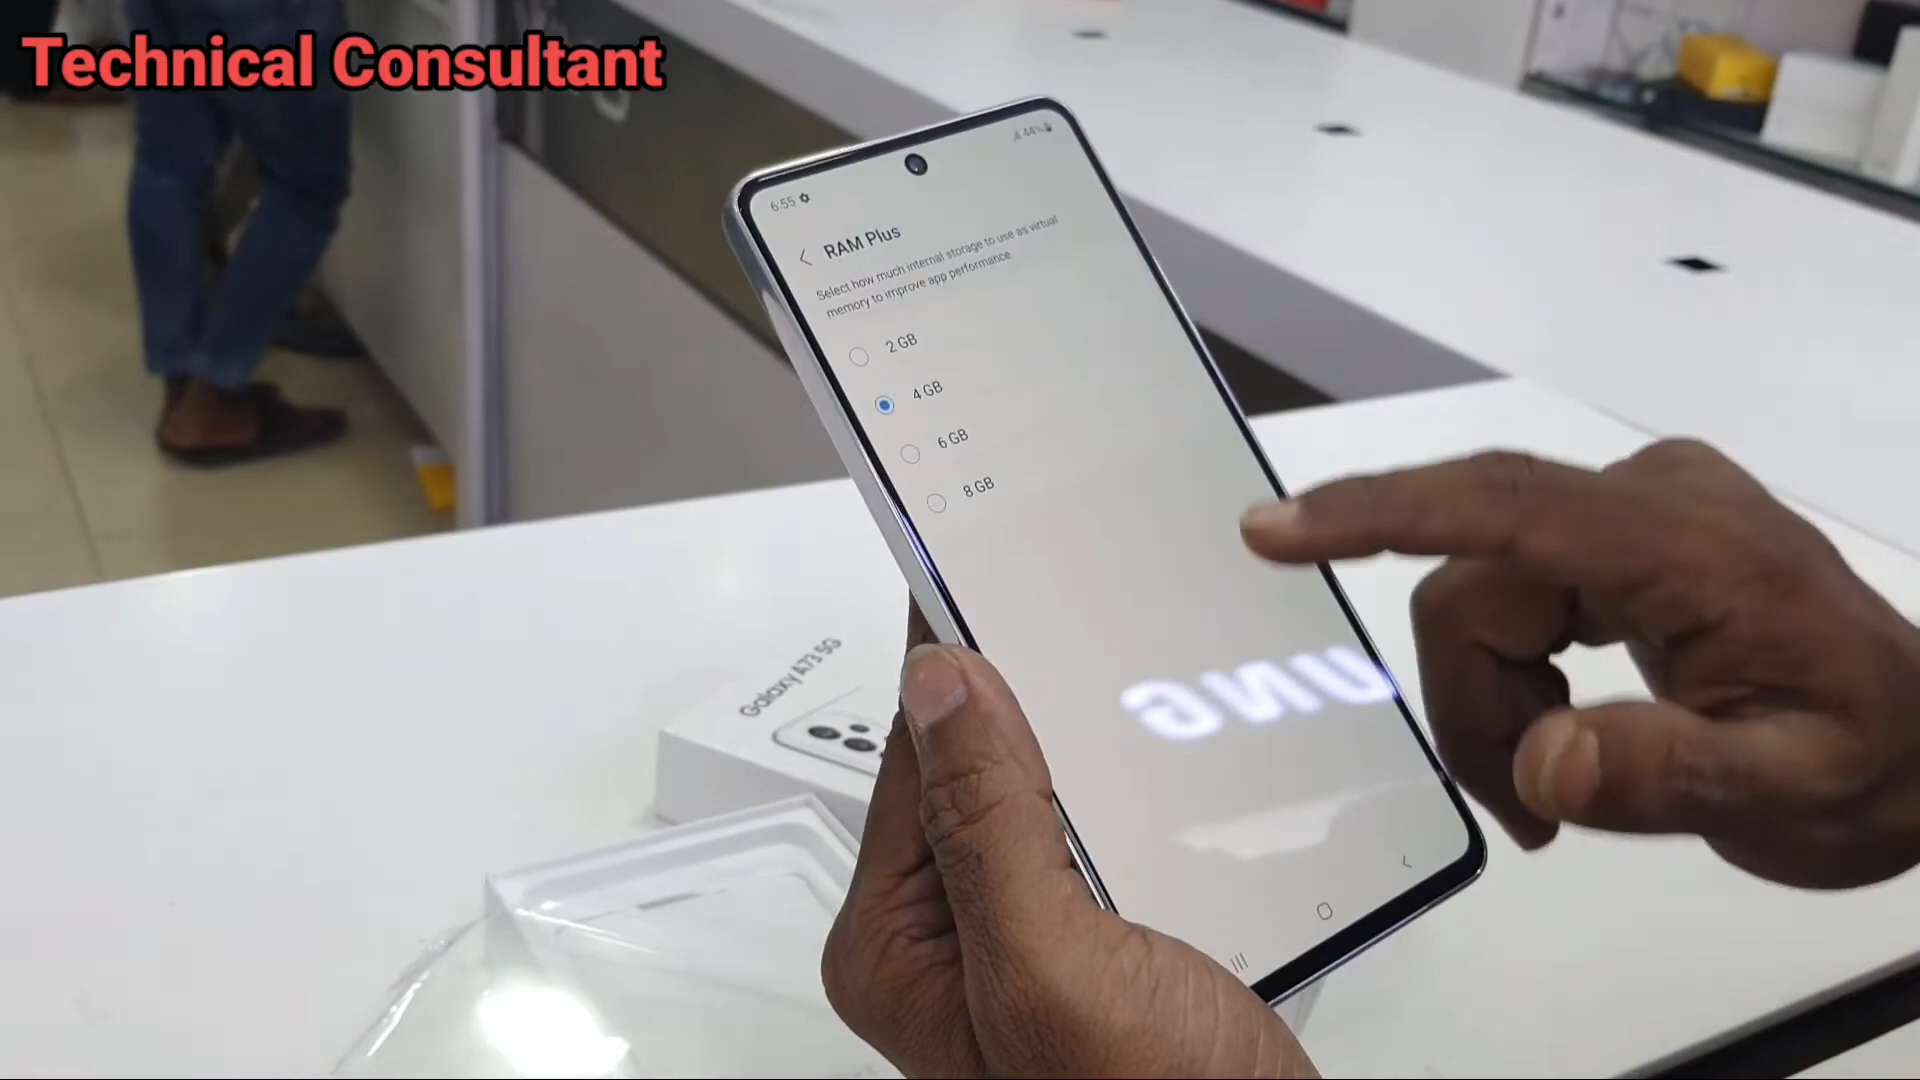 Technical Consultant
6:55
44%
RAM Plus
Select how much internal storage to use as virtual
memory to improve app performance.
2 GB
4 GB
6 GB
8 GB
Galaxy A73 5G
UNG